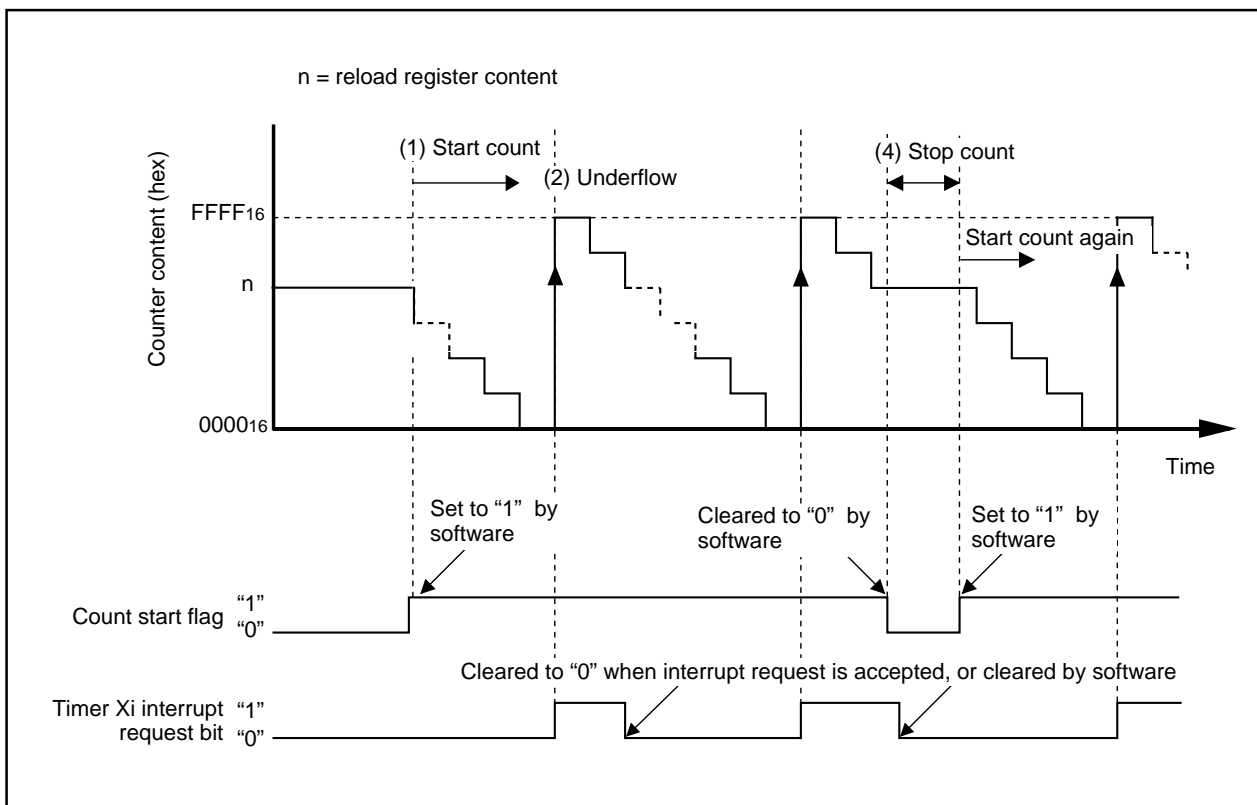 n = reload register content
(1) Start count
(4) Stop count
(2) Underflow
Counter content (hex)
FFFF16
Start count again
n
000016
Time
Set to “1” by
software
Cleared to “0” by
software
Set to “1” by
software
Count start flag
“1”
“0”
Cleared to “0” when interrupt request is accepted, or cleared by software
Timer Xi interrupt
request bit
“1”
“0”